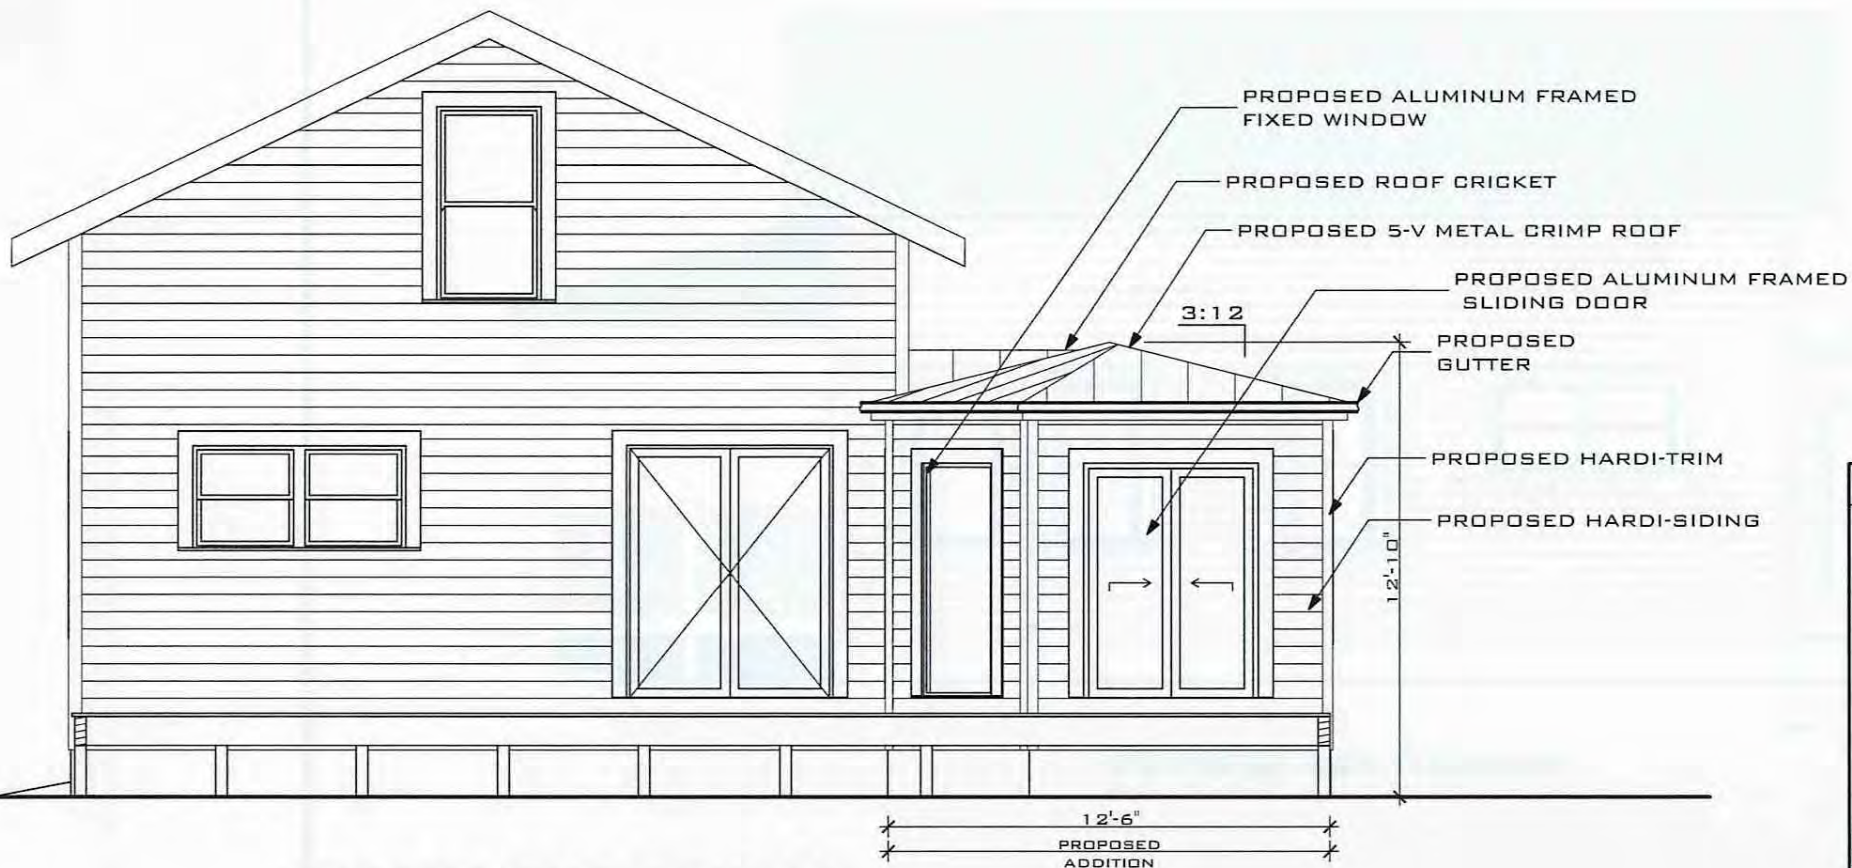 PROPOSED ALUMINUM FRAMED
FIXED WINDOW
PROPOSED ROOF CRICKET
PROPOSED 5-V METAL CRIMP ROOF
PROPOSED ALUMINUM FRAMED
SLIDING DOOR
3:12
PROPOSED
GUTTER
PROPOSED HARDI-TRIM
PROPOSED HARDI-SIDING
12'-10"
12'-6"
PROPOSED
ADDITION